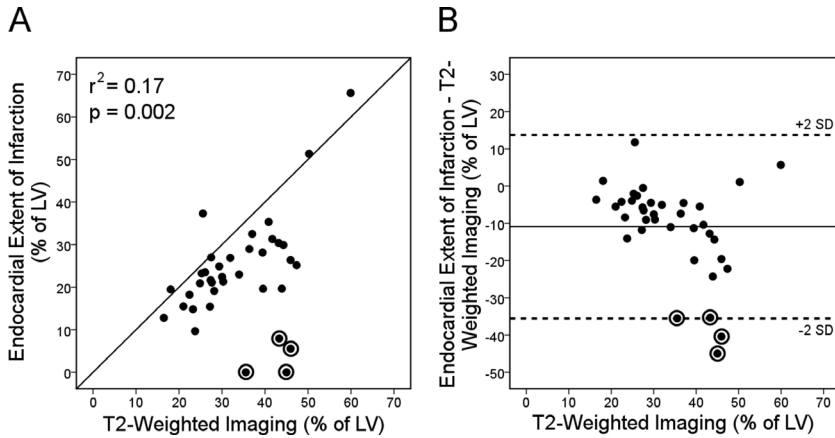 A
Endocardial Extent of Infarction
(% of LV)
70
60
50
40
30
20
10
0
r2= 0.17
p = 0.002
0 10 20 30 40 50 60 70
T2-Weighted Imaging (% of LV)
B
Endocardial Extent of Infarction - T2-
Weighted Imaging (% of LV)
30
20
10
0
-10
-20
-30
-40
-50
+2 SD
-2 SD
0 10 20 30 40 50 60 70
T2-Weighted Imaging (% of LV)